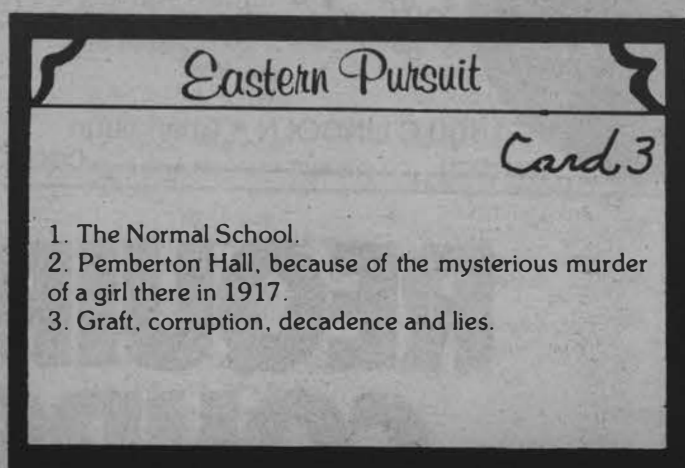 Eastern Pursuit
Card 3
1. The Normal School.
2. Pemberton Hall, because of the mysterious murder
of a girl there in 1917.
3. Graft, corruption, decadence and lies.